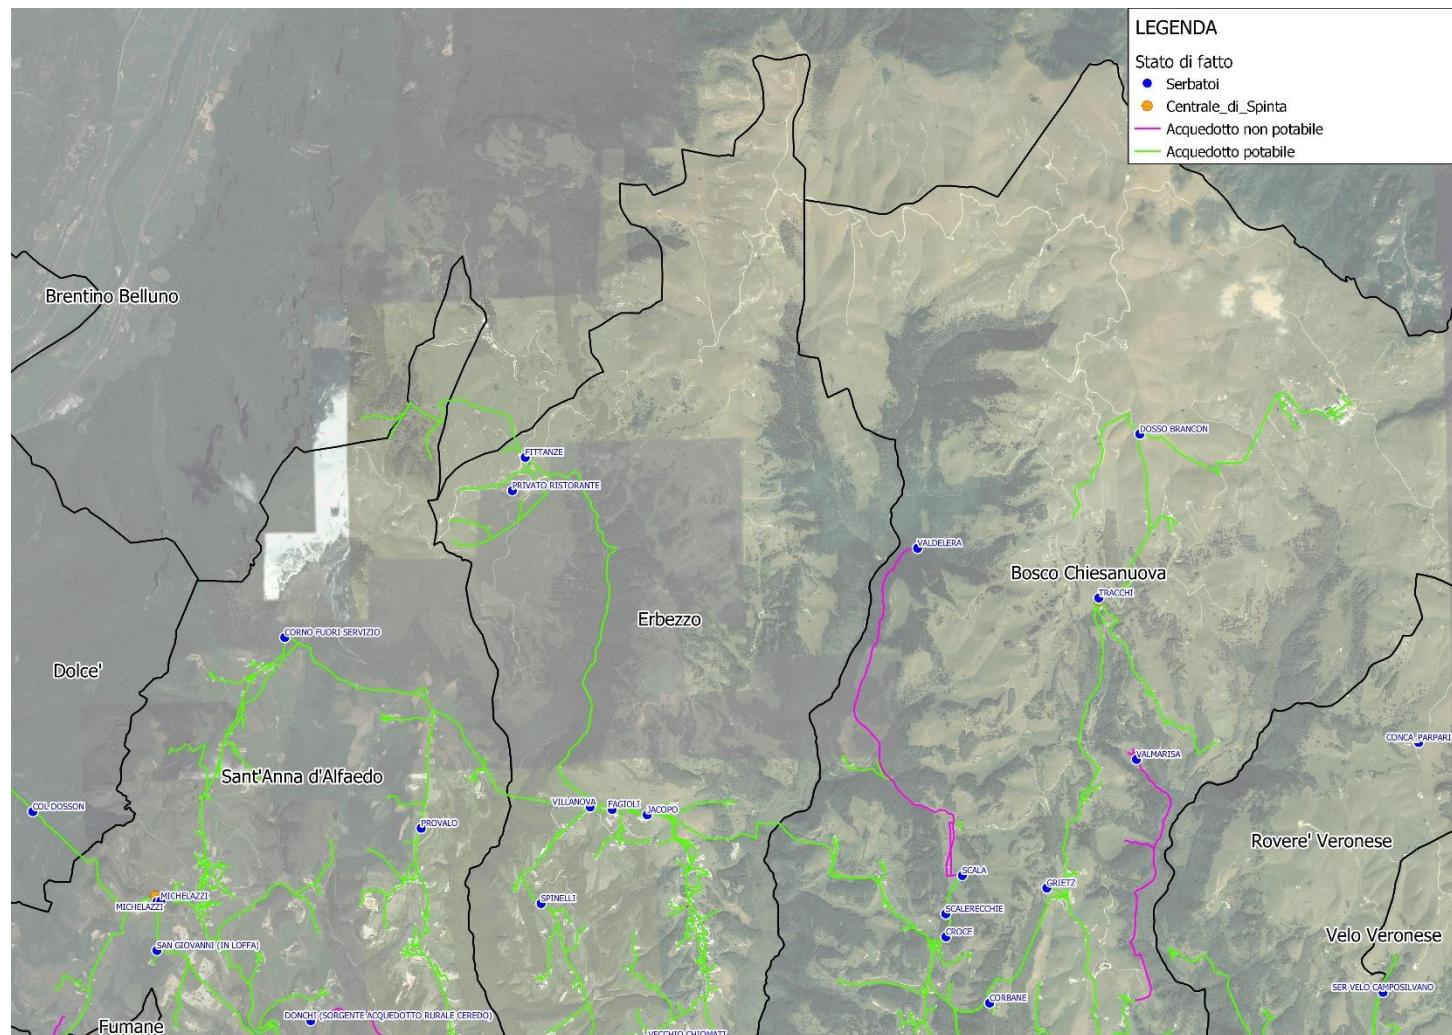 LEGENDA
Stato di fatto
Serbatoi
Centrale_di_Spinta
Acquedotto non potabile
Acquedotto potabile
Brentino Belluno
DOSSO BRANCON
FITTANZE
PRIVATO RISTORANTE
VALDELERA
Bosco Chiesanuova
TRACCHI
Erbezzo
CORNO FUORI SERVIZIO
Dolce'
CONCA_PARPARI
VALMARISA
Sant'Anna d'Alfaedo
COL DOSSON
VILLANOVA
FAGIOLI
JACOPO
PROVALO
Rovere' Veronese
SCALA
GRIETZ
MICHELAZZI
MICHELAZZI
SPINELLI
SCALERECCHIE
CROCE
Velo Veronese
SAN GIOVANNI (IN LOFFA)
SER VELO CAMPOSILVANO
CORBANE
DONCHI (SORGENTE ACQUEDOTTO RURALE CEREDO)
Fumane
VECCHIO CHIOMATI